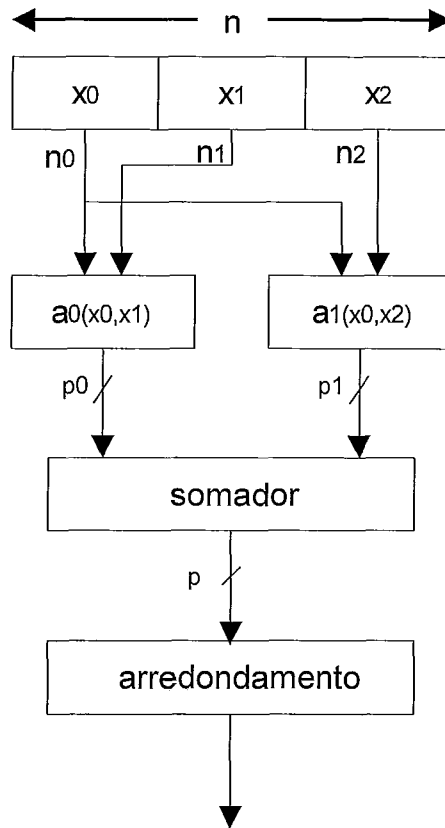 n
x0 x1 x2
n0 n1 n2
a0(x0,x1) a1(x0,x2)
p0 p1
somador
p
arredondamento